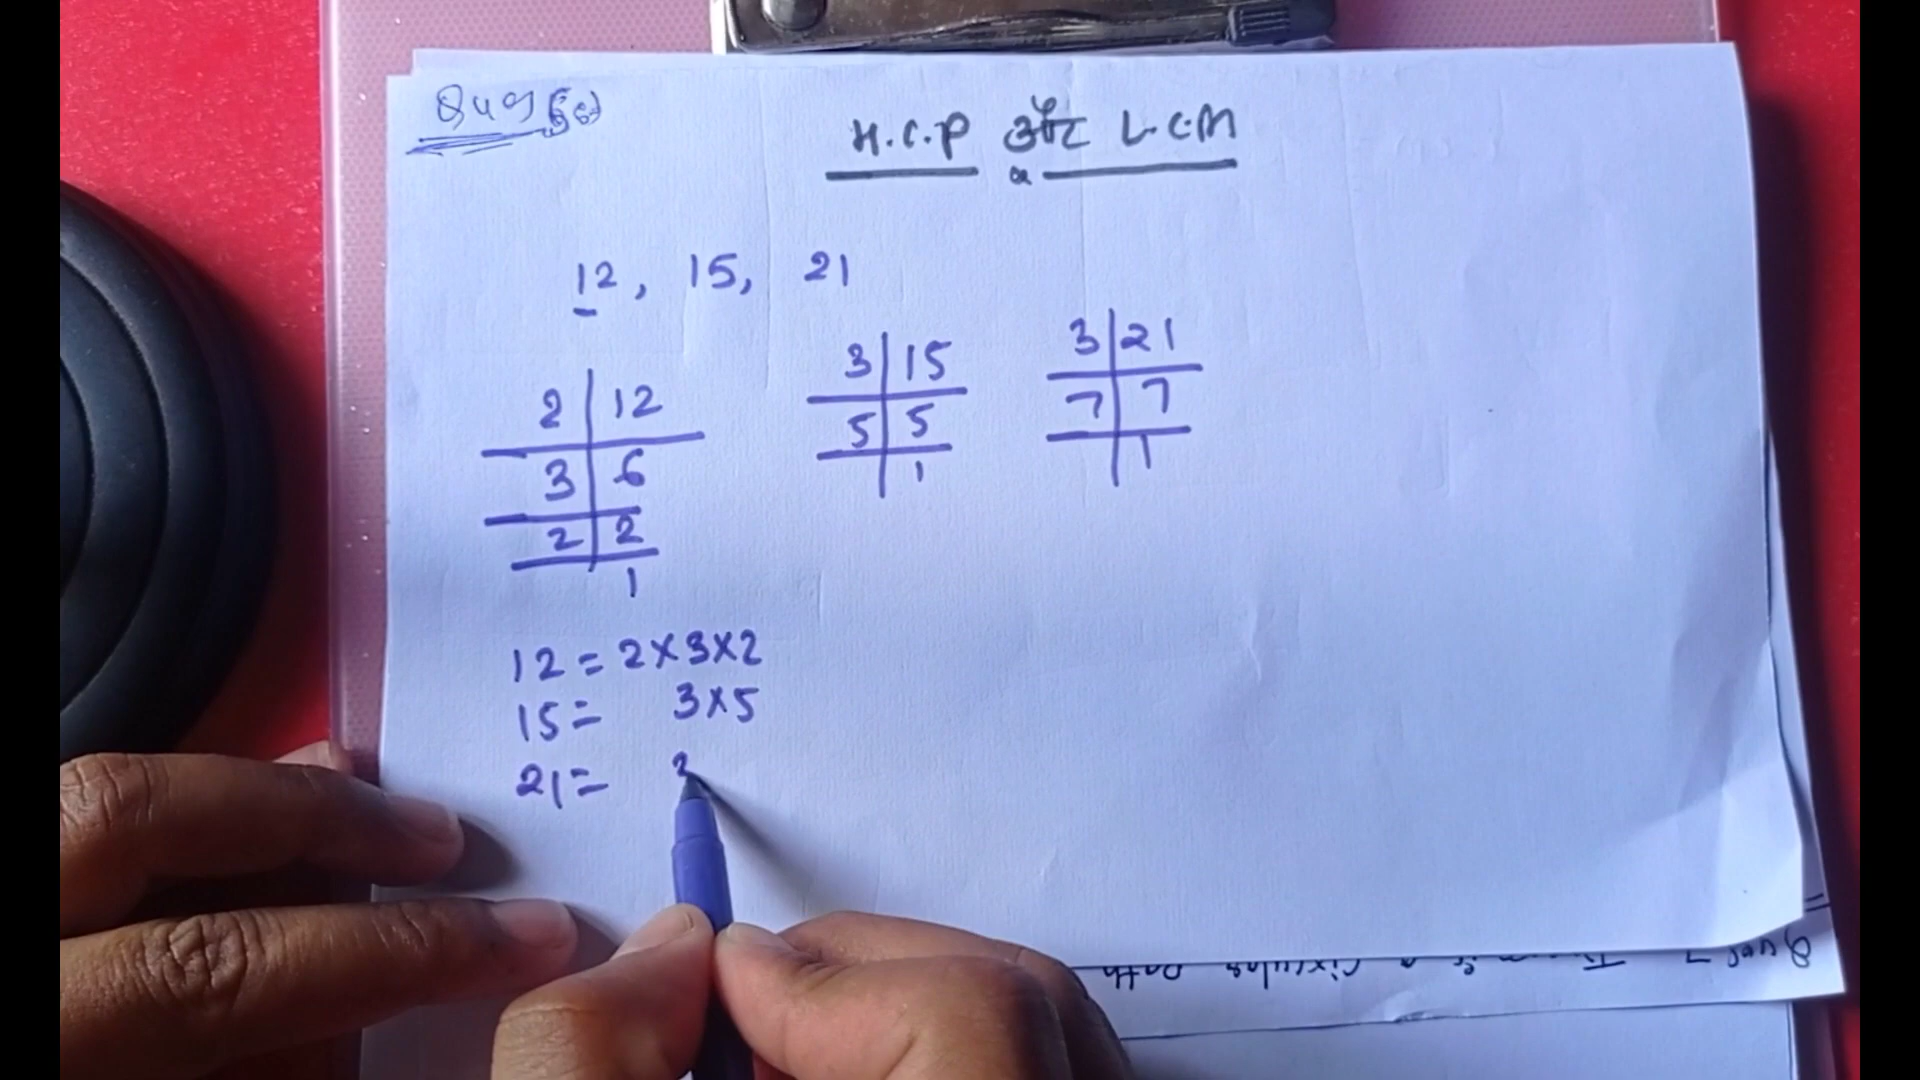 H.C.F और L.C.M
12, 15, 21
2 | 12
3 | 6
2 | 2
1
3 | 15
5 | 5
1
3 | 21
7 | 7
1
12 = 2×3×2
15 = 3×5
21 = 3